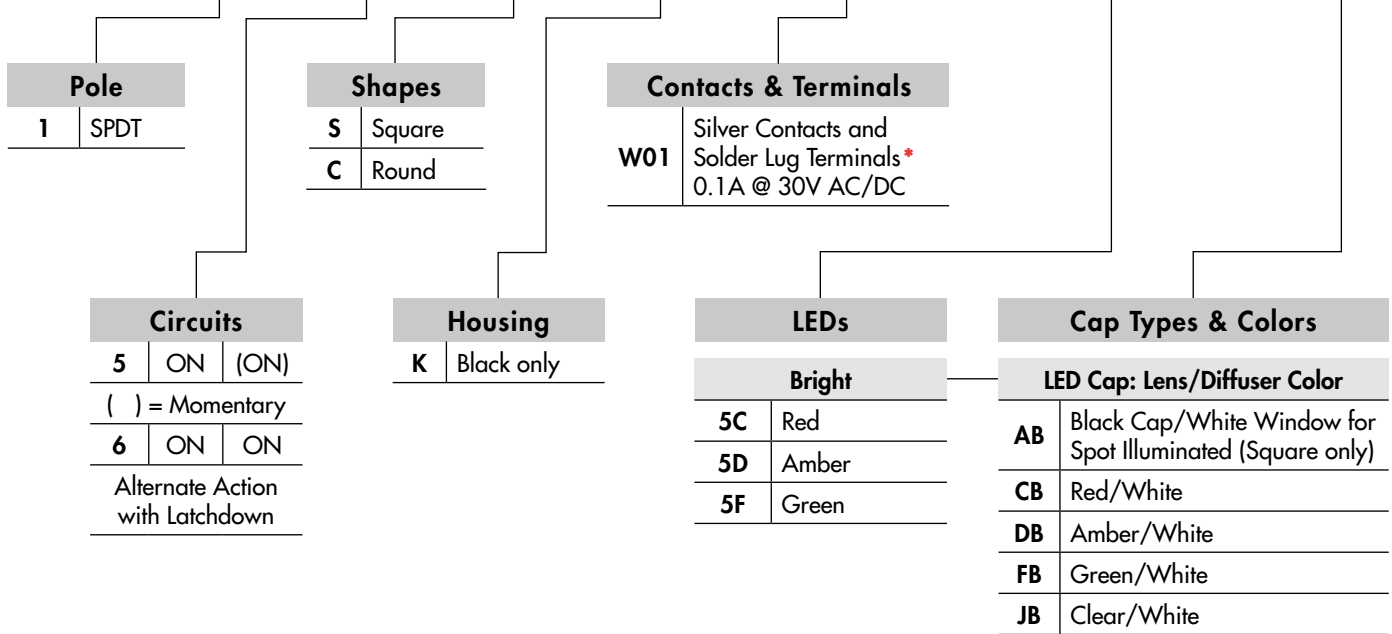 Pole
1 SPDT
Shapes
S Square
C Round
Contacts & Terminals
W01 Silver Contacts and
Solder Lug Terminals*
0.1A @ 30V AC/DC
Circuits
5 ON (ON)
( ) = Momentary
6 ON ON
Alternate Action
with Latchdown
Housing
K Black only
LEDs
Bright
5C Red
5D Amber
5F Green
Cap Types & Colors
LED Cap: Lens/Diffuser Color
AB Black Cap/White Window for
Spot Illuminated (Square only)
CB Red/White
DB Amber/White
FB Green/White
JB Clear/White